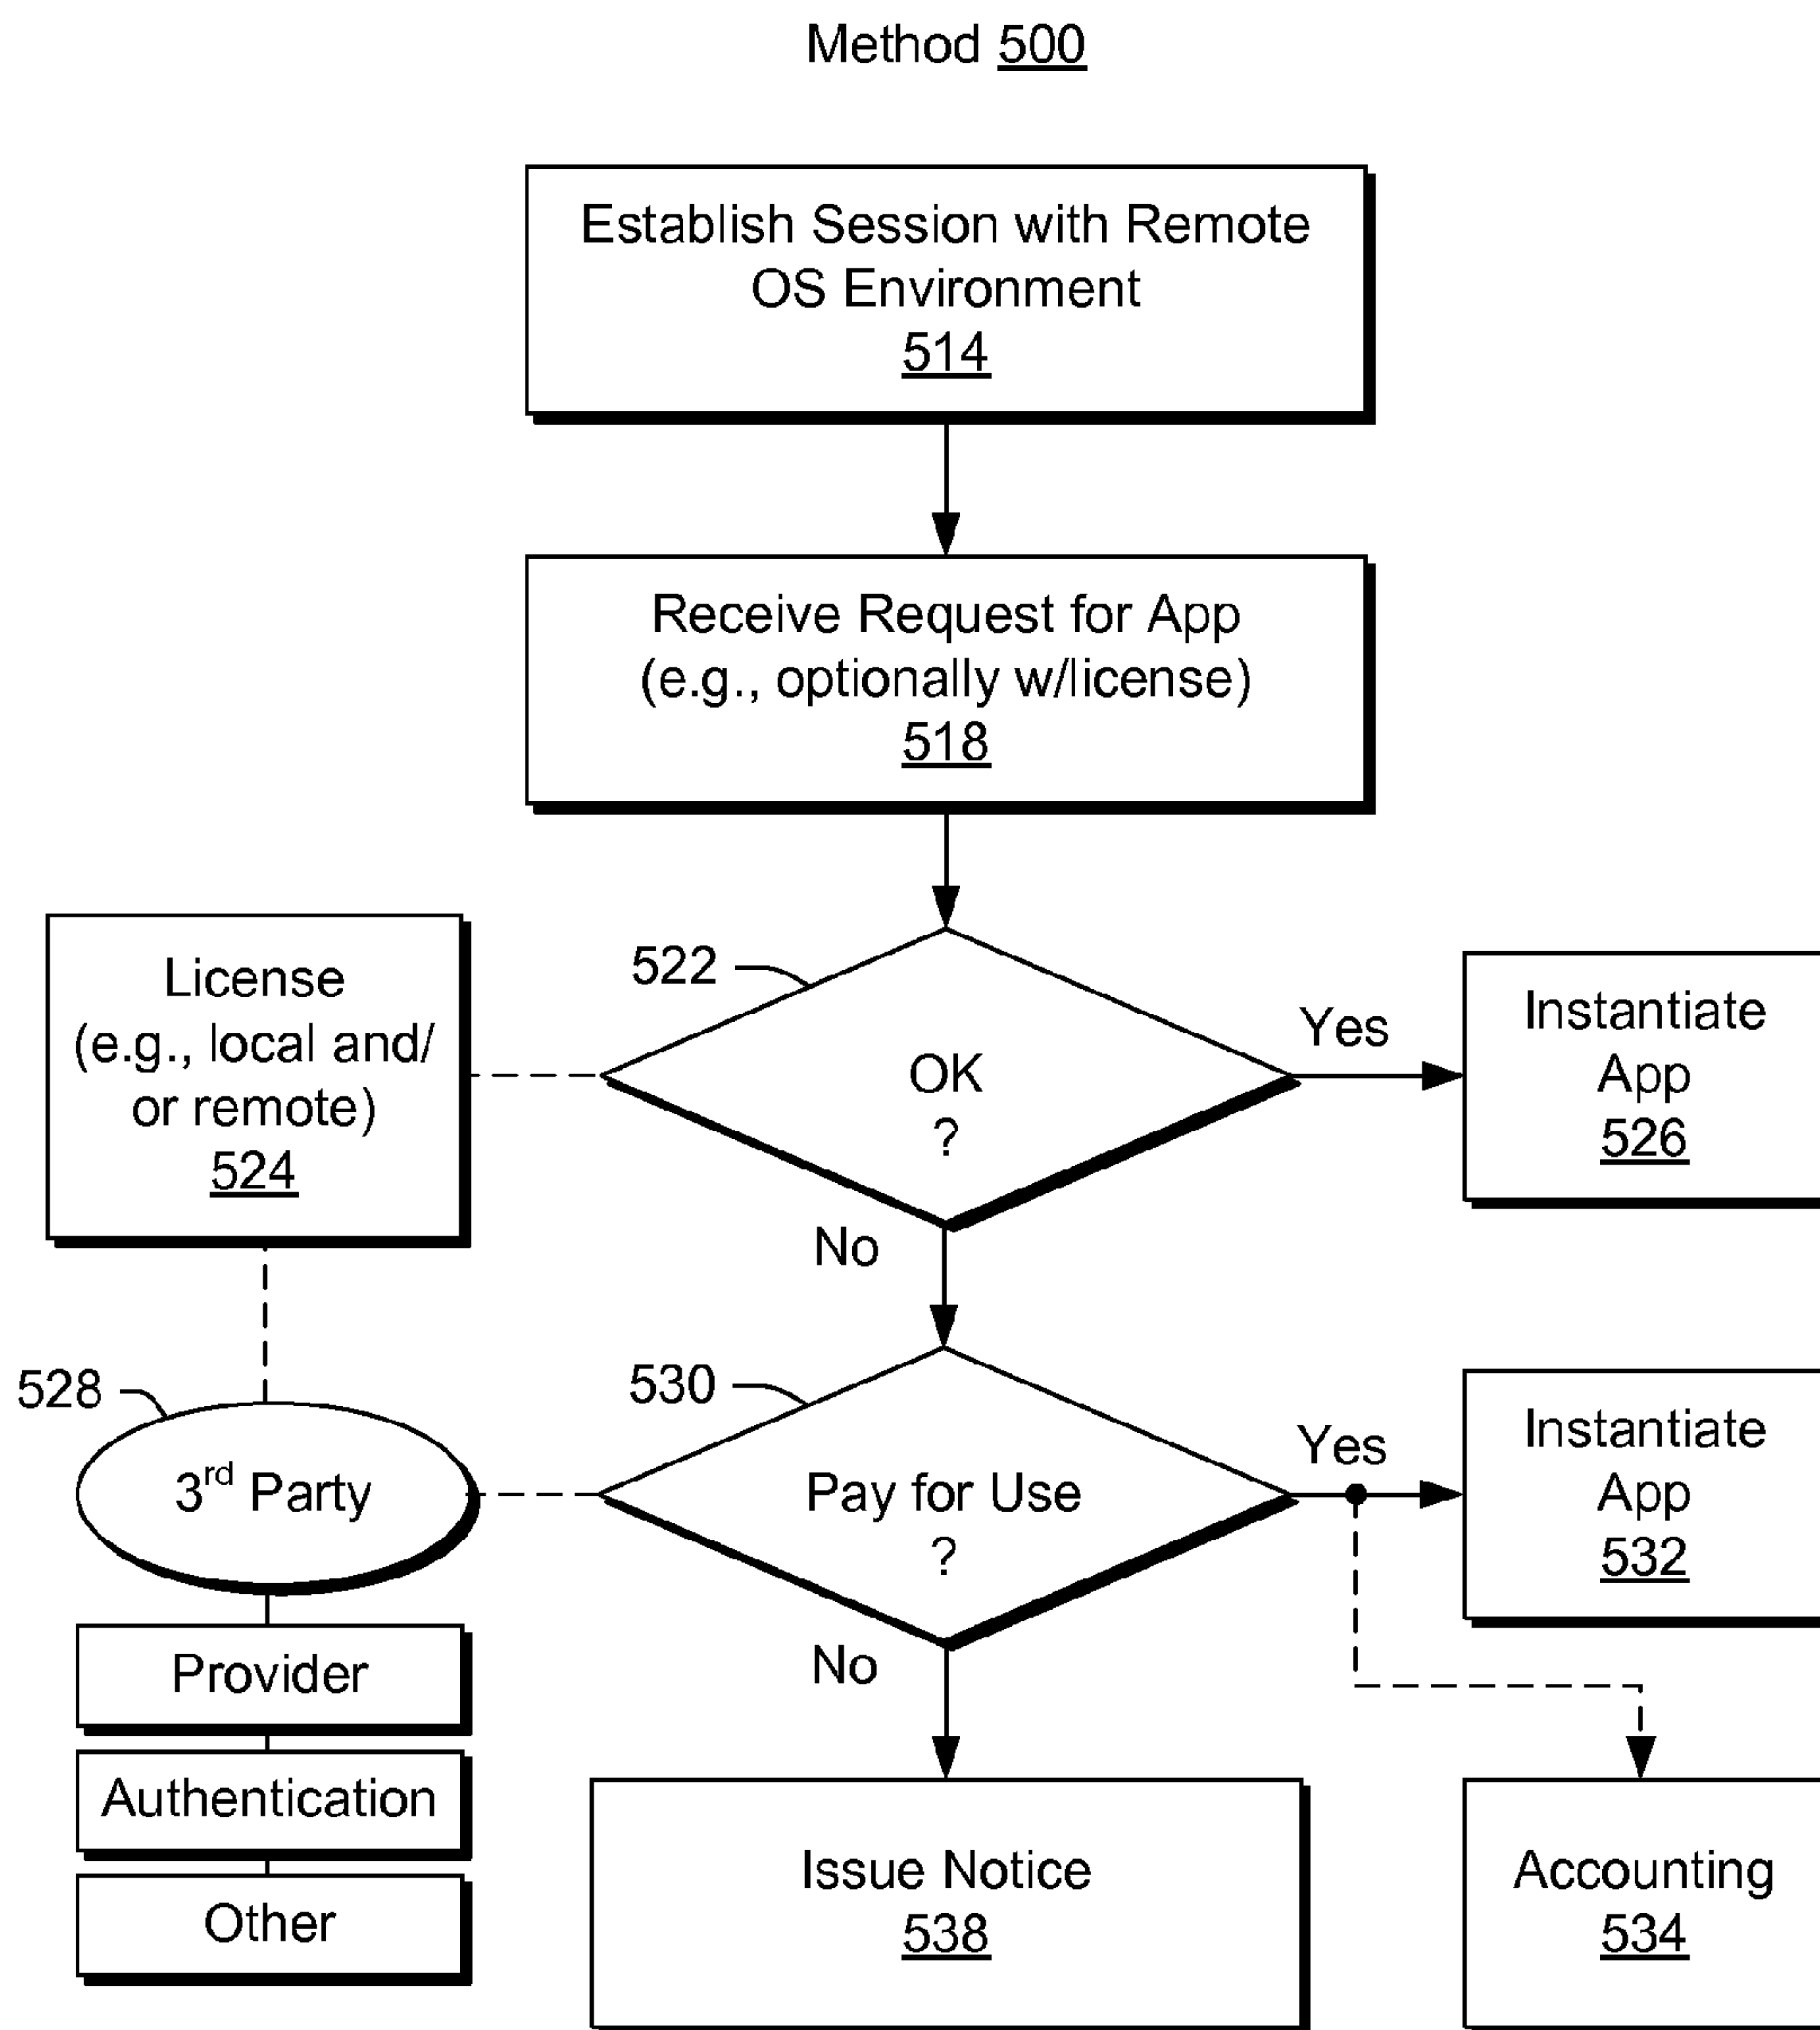 Method 500
Establish Session with Remote
OS Environment
514
Receive Request for App
(e.g., optionally w/license)
518
License
(e.g., local and/
or remote)
524
522
OK
?
Yes
Instantiate
App
526
No
528
3rd Party
530
Pay for Use
?
Yes
Instantiate
App
532
No
Provider
Authentication
Other
Issue Notice
538
Accounting
534